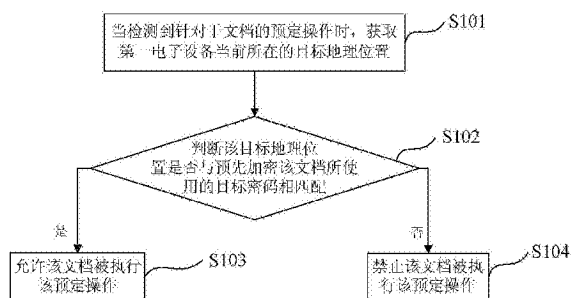 当检测到针对于文档的预定操作时，获取
第一电子设备当前所在的目标地理位置
S101
判断该目标地理位
置是否与预先加密该文档所使
用的目标密码相匹配
S102
是
否
允许该文档被执行
该预定操作
S103
禁止该文档被执
行该预定操作
S104